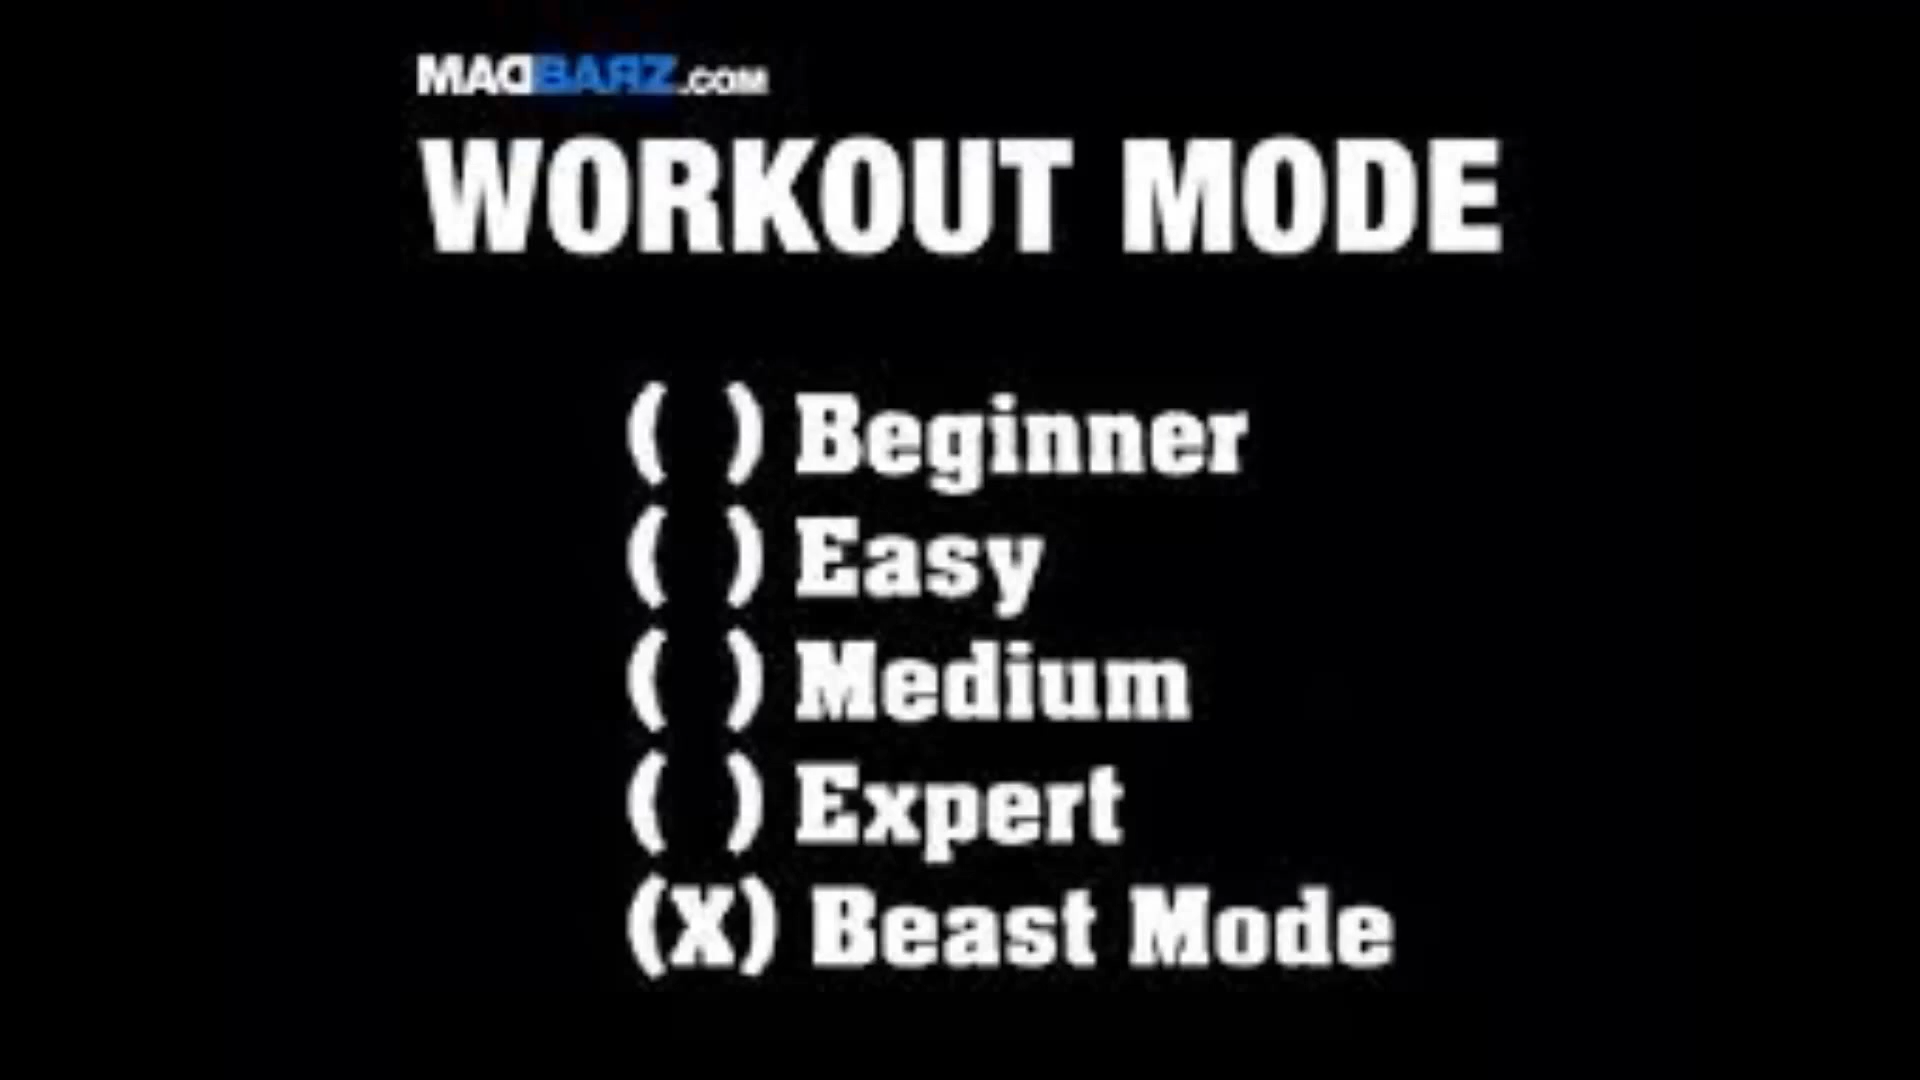 MADBARZ.COM
WORKOUT MODE
( ) Beginner
( ) Easy
( ) Medium
( ) Expert
(X) Beast Mode